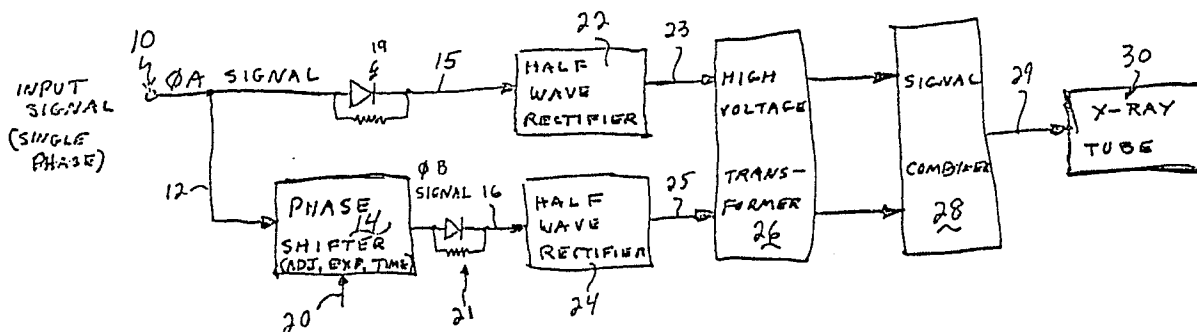 10
INPUT
SIGNAL
(SINGLE
PHASE)
ØA SIGNAL
19
15
22
HALF
WAVE
RECTIFIER
23
HIGH
VOLTAGE
TRANS-
FORMER
26
SIGNAL
COMBINER
28
29
30
X-RAY
TUBE
12
PHASE
14
SHIFTER
(ADJ. EXP. TIME)
20
ØB
SIGNAL 16
21
HALF
WAVE
RECTIFIER
24
25